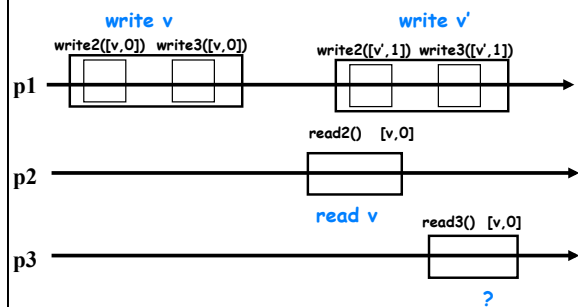 write v write v'
write2([v,0]) write3([v,0]) write2([v',1]) write3([v',1])
p1
read2() [v,0]
p2
read v
read3() [v,0]
p3
?